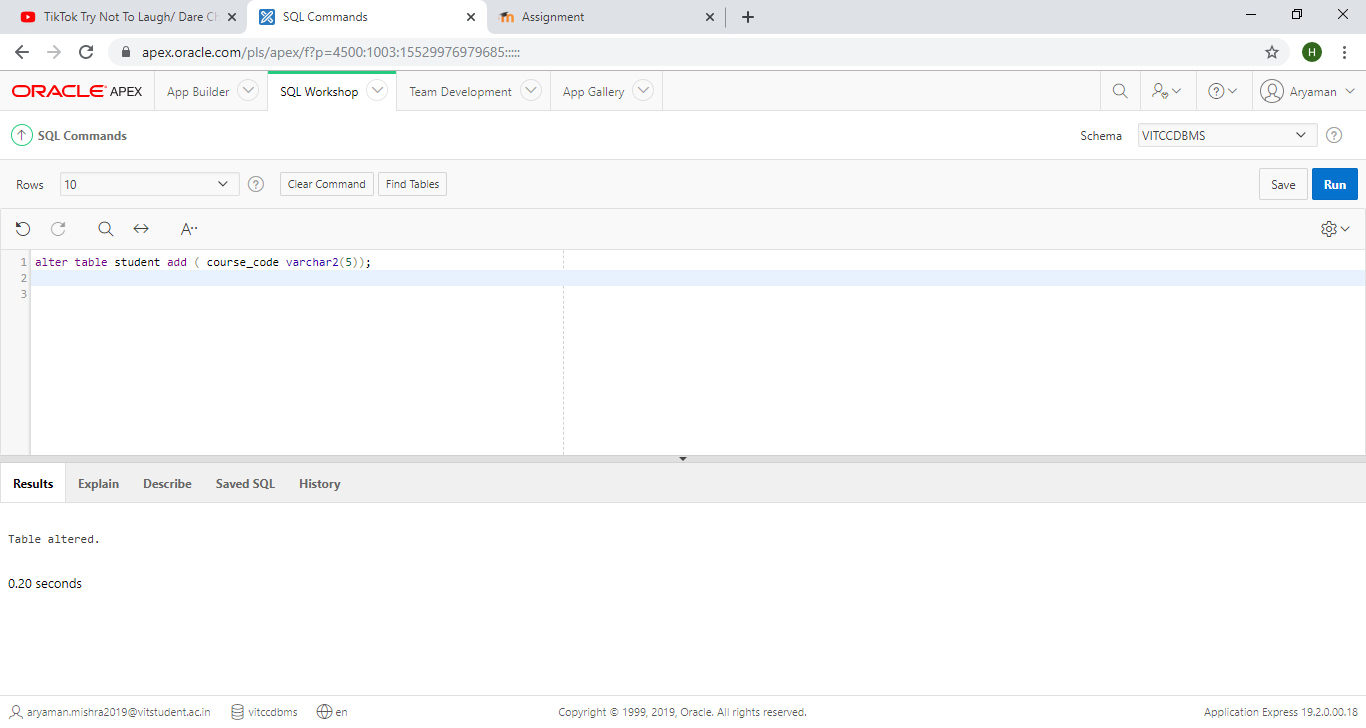 TikTok Try Not To Laugh/ Dare Ch
SQL Commands
Assignment
apex.oracle.com/pls/apex/f?p=4500:1003:15529976979685:::::
H
ORACLE APEX
App Builder
SQL Workshop
Team Development
App Gallery
Aryaman
SQL Commands
Schema
VITCCDBMS
Rows
10
Clear Command
Find Tables
Save
Run
A··
1 alter table student add ( course_code varchar2(5));
2
3
Results
Explain
Describe
Saved SQL
History
Table altered.
0.20 seconds
aryaman.mishra2019@vitstudent.ac.in
vitccdbms
en
Copyright © 1999, 2019, Oracle. All rights reserved.
Application Express 19.2.0.00.18